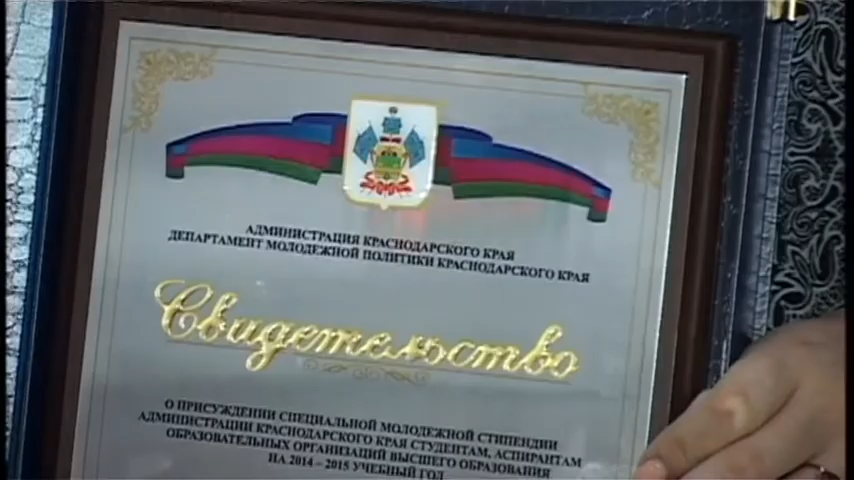 АДМИНИСТРАЦИЯ КРАСНОДАРСКОГО КРАЯ
ДЕПАРТАМЕНТ МОЛОДЕЖНОЙ ПОЛИТИКИ КРАСНОДАРСКОГО КРАЯ
Свидетельство
О ПРИСУЖДЕНИИ СПЕЦИАЛЬНОЙ МОЛОДЕЖНОЙ СТИПЕНДИИ
АДМИНИСТРАЦИИ КРАСНОДАРСКОГО КРАЯ СТУДЕНТАМ, АСПИРАНТАМ
ОБРАЗОВАТЕЛЬНЫХ ОРГАНИЗАЦИЙ ВЫСШЕГО ОБРАЗОВАНИЯ
НА 2014 – 2015 УЧЕБНЫЙ ГОД